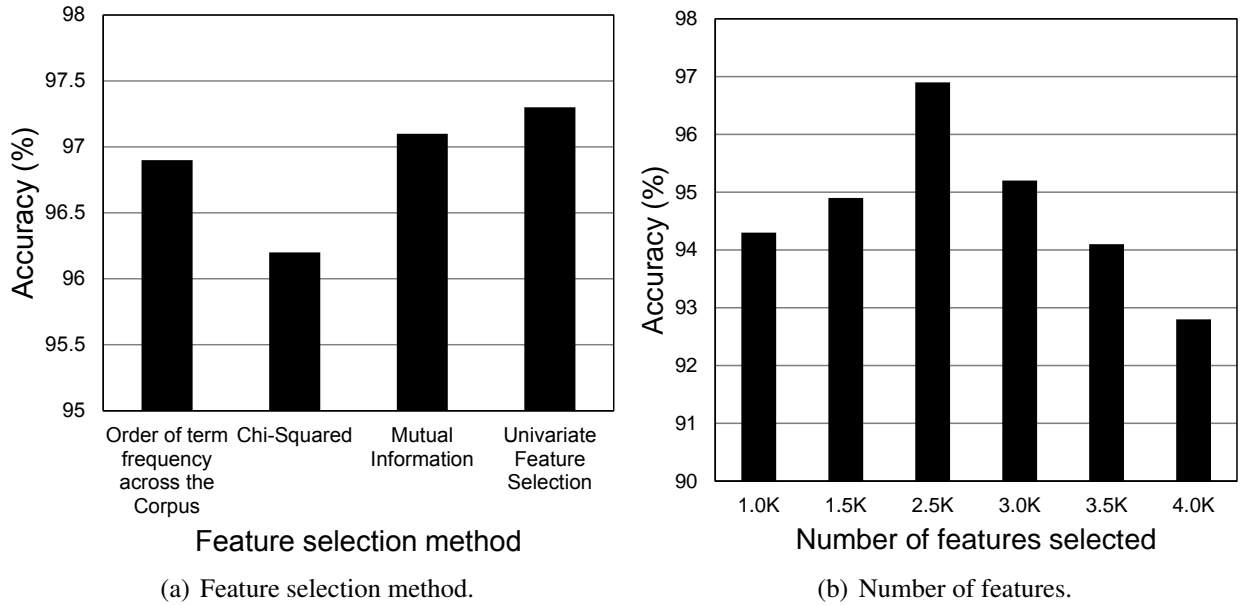 98
97.5
97
96.5
96
95.5
95
Accuracy (%)
Order of term
frequency
across the
Corpus
Chi-Squared
Mutual
Information
Univariate
Feature
Selection
Feature selection method
(a) Feature selection method.
98
97
96
95
94
93
92
91
90
Accuracy (%)
1.0K 1.5K 2.5K 3.0K 3.5K 4.0K
Number of features selected
(b) Number of features.